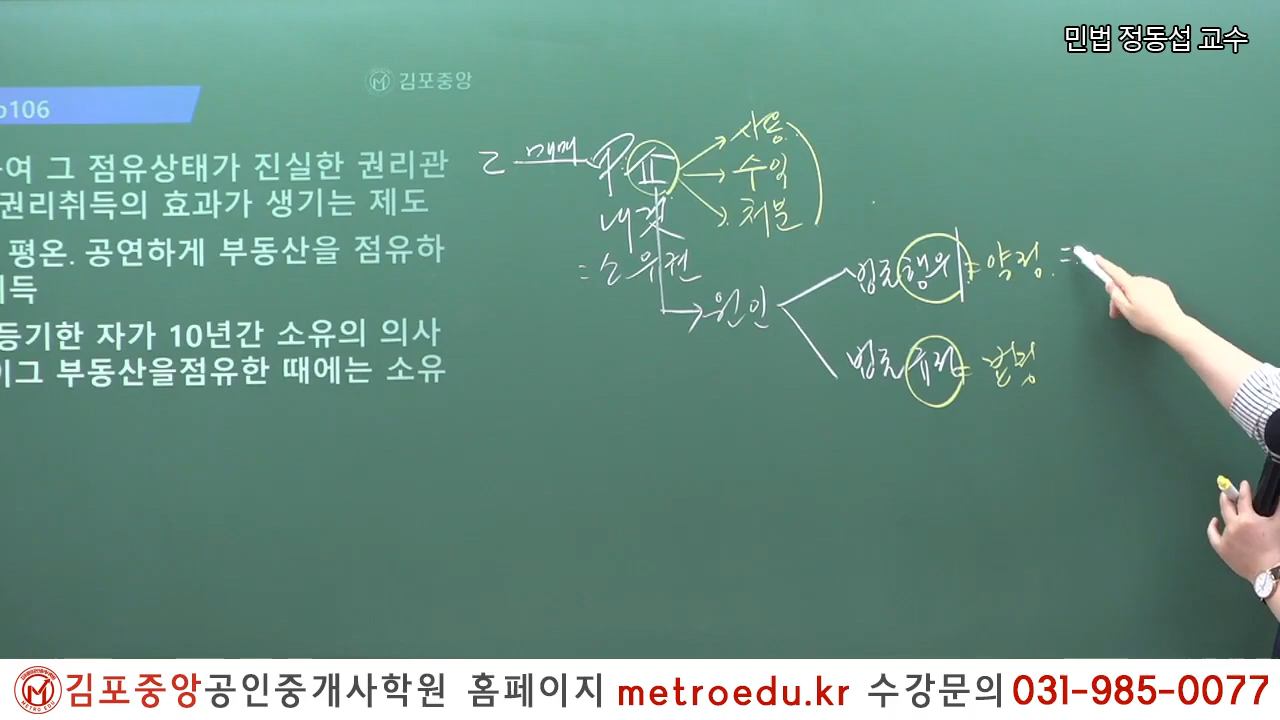 민법 정동섭 교수
김포중앙
p106
여 그 점유상태가 진실한 권리관
권리취득의 효과가 생기는 제도
평온. 공연하게 부동산을 점유하
득
등기한 자가 10년간 소유의 의사
이그 부동산을점유한 때에는 소유
매매
사용
수익
처분
내것
= 소유권
원인
법률행위 = 약정 =
법률규정 = 법정
METRO EDU
김포중앙공인중개사학원 홈페이지 metroedu.kr 수강문의 031-985-0077